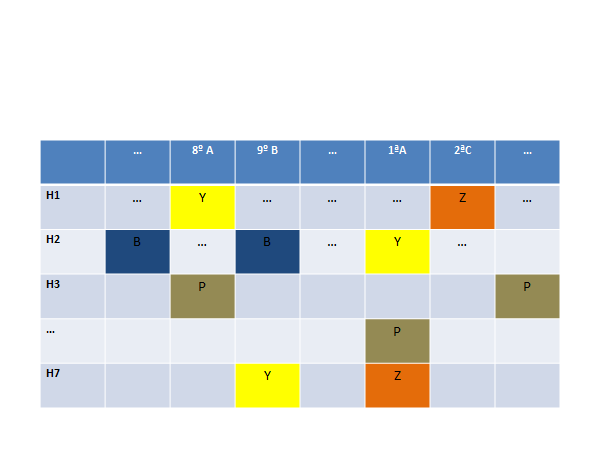 ... 8º A 9º B ... 1ªA 2ªC ...
H1 ... Y ... ... ... Z ...
H2 B ... B ... Y ...
H3 P P
... P
H7 Y Z